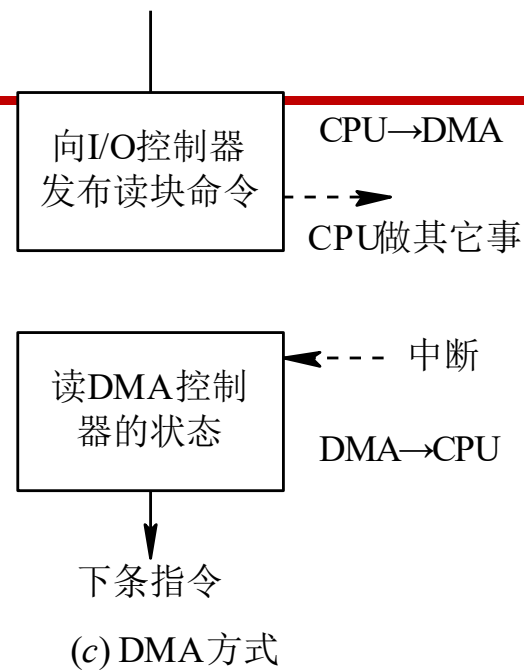 向I/O控制器
发布读块命令
CPU→DMA
CPU做其它事
读DMA控制
器的状态
中断
DMA→CPU
下条指令
(c) DMA方式